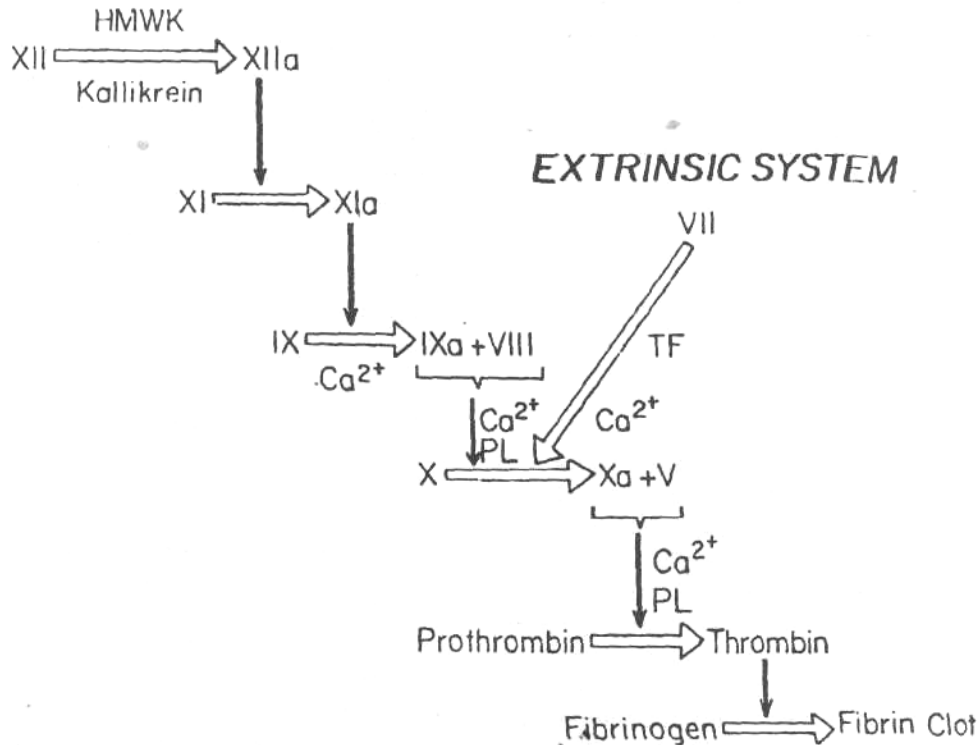 HMWK
XII XIIa
Kallikrein
EXTRINSIC SYSTEM
XI XIa
VII
IX IXa + VIII
TF
Ca²⁺
Ca²⁺
Ca²⁺
PL
X Xa + V
Ca²⁺
PL
Prothrombin Thrombin
Fibrinogen Fibrin Clot